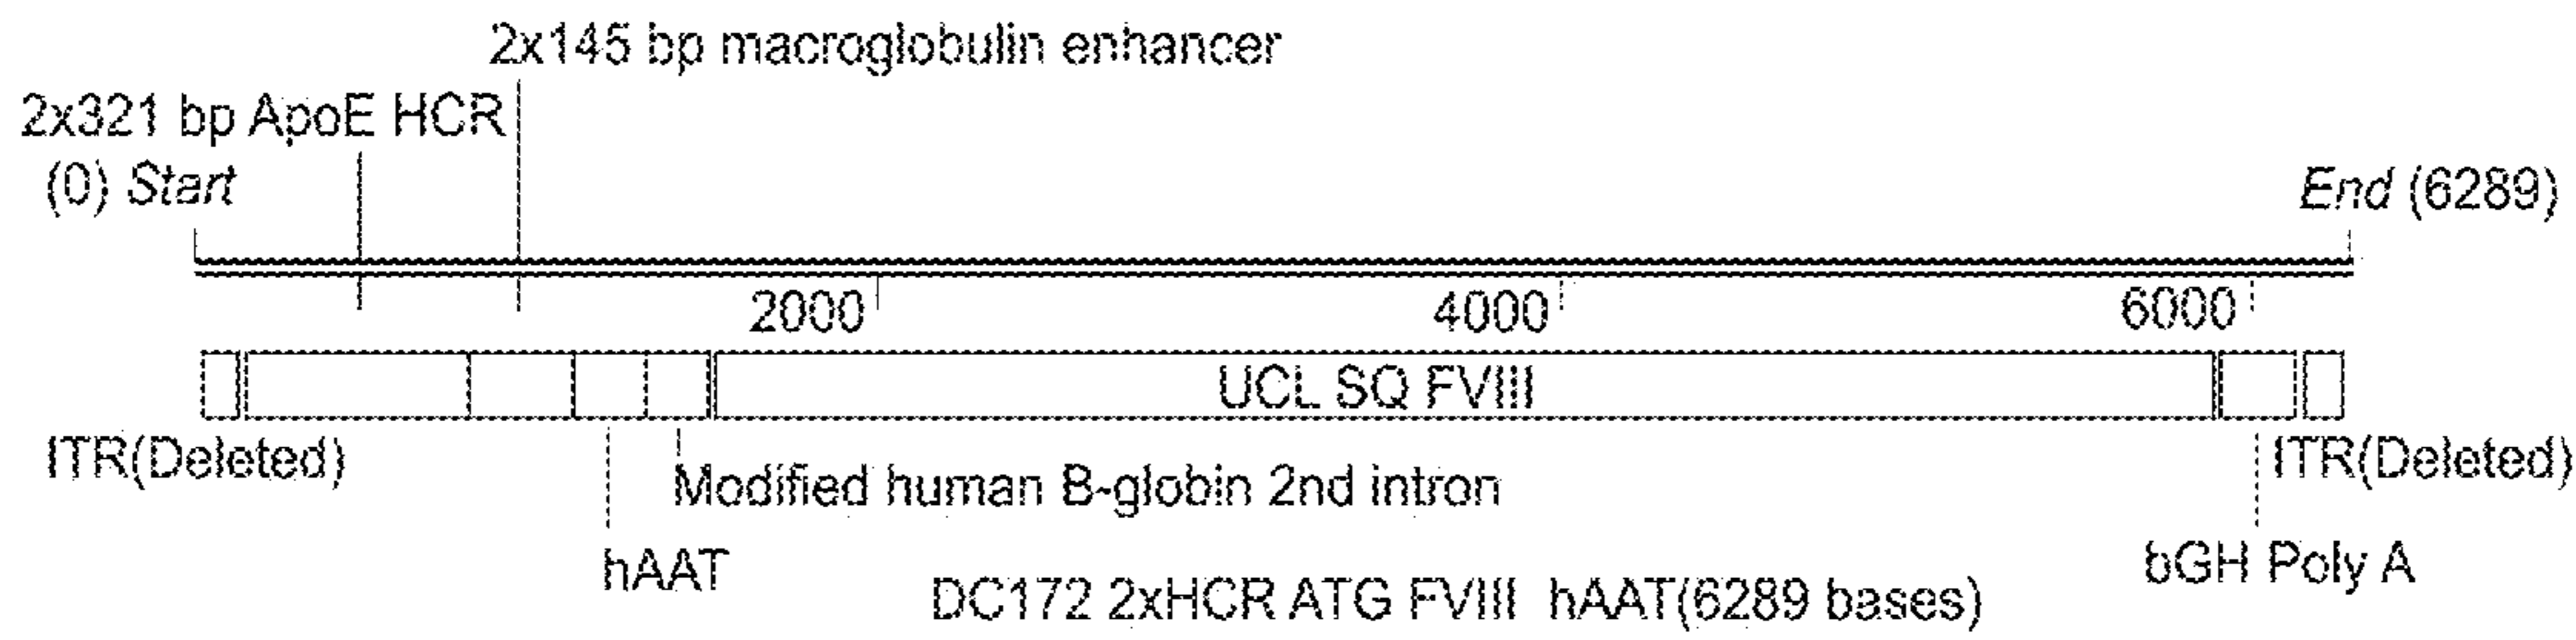 2x145 bp macroglobulin enhancer
2x321 bp ApoE HCR
(0) Start
End (6289)
2000
4000
6000
UCL SQ FVIII
ITR(Deleted)
ITR(Deleted)
Modified human B-globin 2nd intron
hAAT
bGH Poly A
DC172 2xHCR ATG FVIII hAAT(6289 bases)